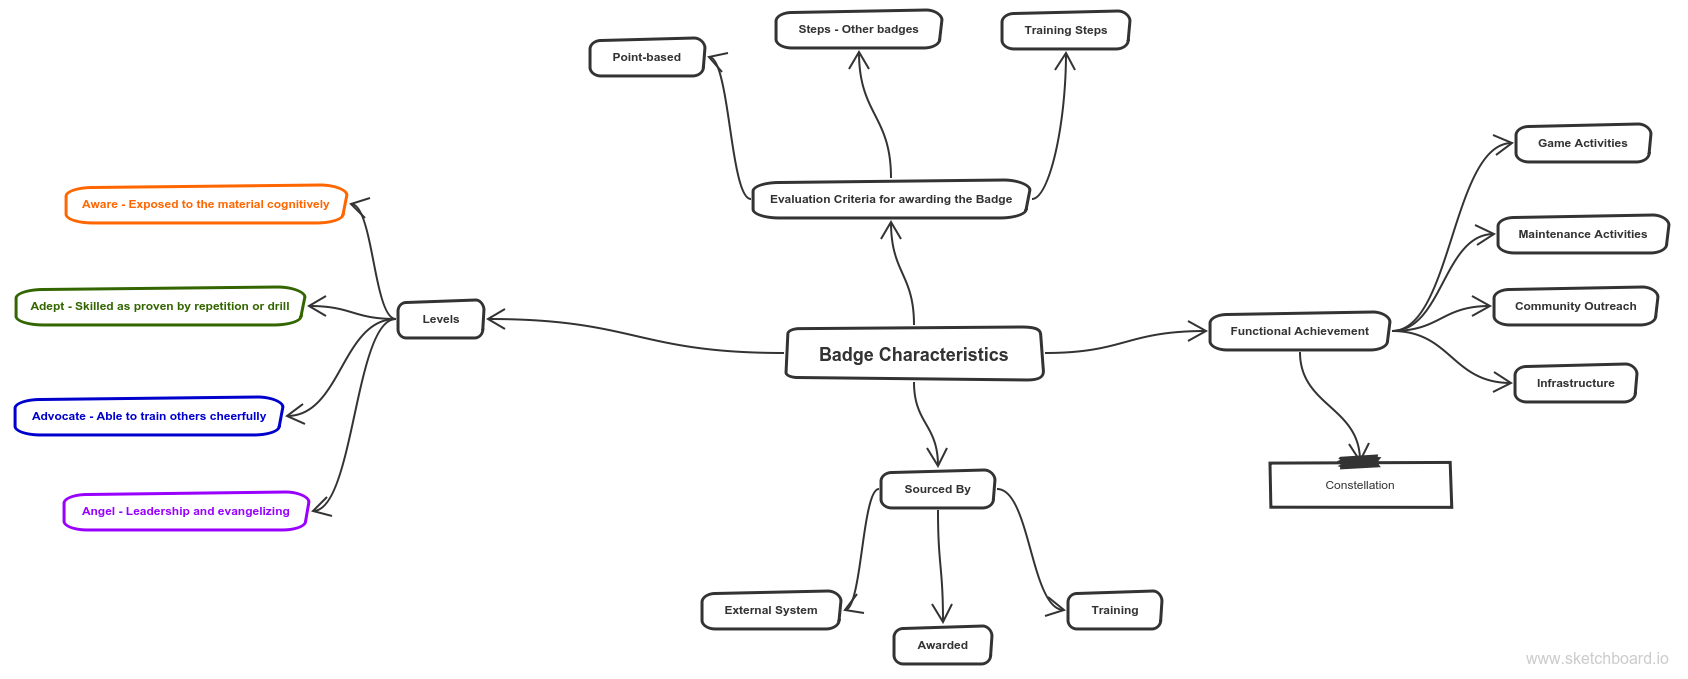 Steps - Other badges
Training Steps
Point-based
Game Activities
Evaluation Criteria for awarding the Badge
Aware - Exposed to the material cognitively
Maintenance Activities
Adept - Skilled as proven by repetition or drill
Levels
Community Outreach
Functional Achievement
Badge Characteristics
Infrastructure
Advocate - Able to train others cheerfully
Sourced By
Constellation
Angel - Leadership and evangelizing
External System
Training
Awarded
www.sketchboard.io